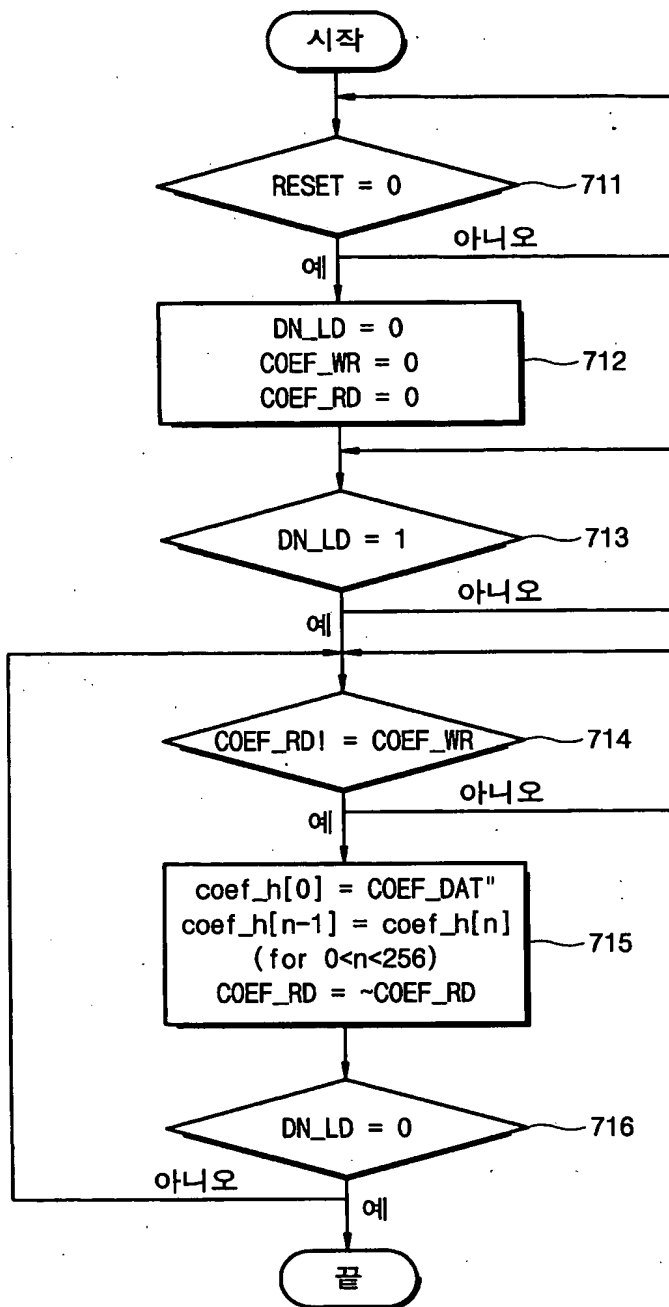 시작
RESET = 0
711
아니오
예
DN_LD = 0
COEF_WR = 0
COEF_RD = 0
712
DN_LD = 1
713
아니오
예
COEF_RD! = COEF_WR
714
아니오
예
coef_h[0] = COEF_DAT"
coef_h[n-1] = coef_h[n]
(for 0<n<256)
COEF_RD = ~COEF_RD
715
DN_LD = 0
716
아니오
예
끝